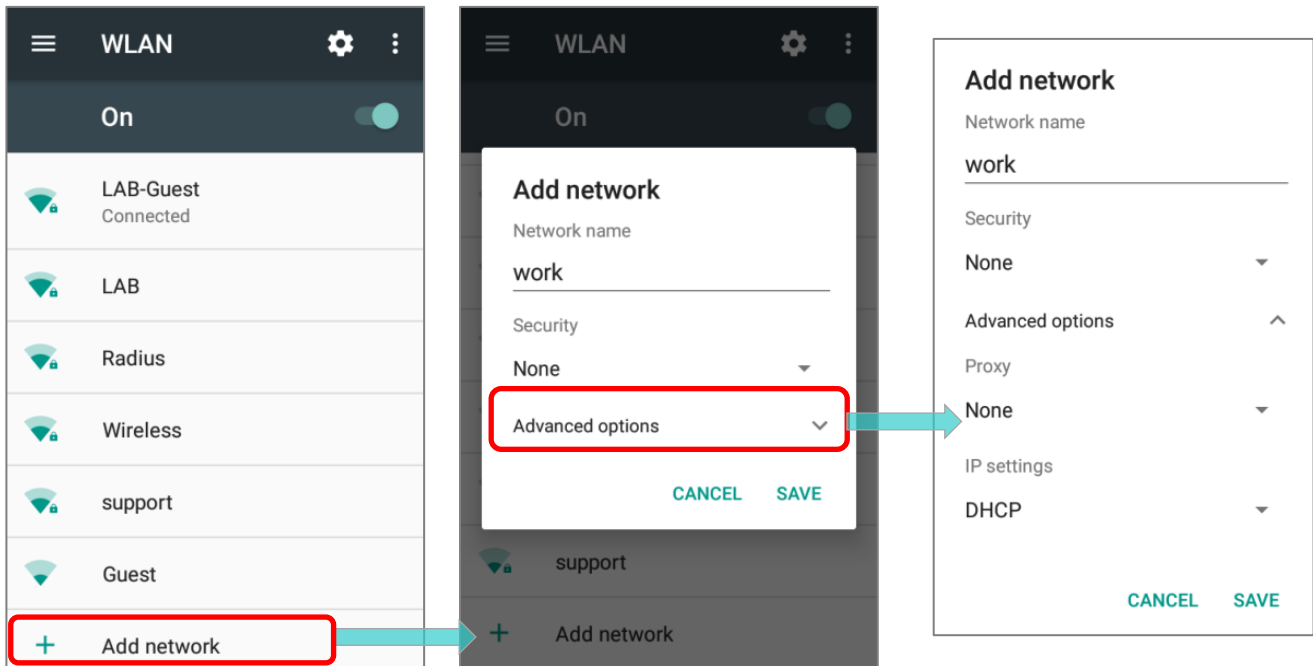 WLAN
On
LAB-Guest
Connected
LAB
Radius
Wireless
support
Guest
Add network
WLAN
On
Add network
Network name
work
Security
None
Advanced options
CANCEL SAVE
support
Add network
Add network
Network name
work
Security
None
Advanced options
Proxy
None
IP settings
DHCP
CANCEL SAVE